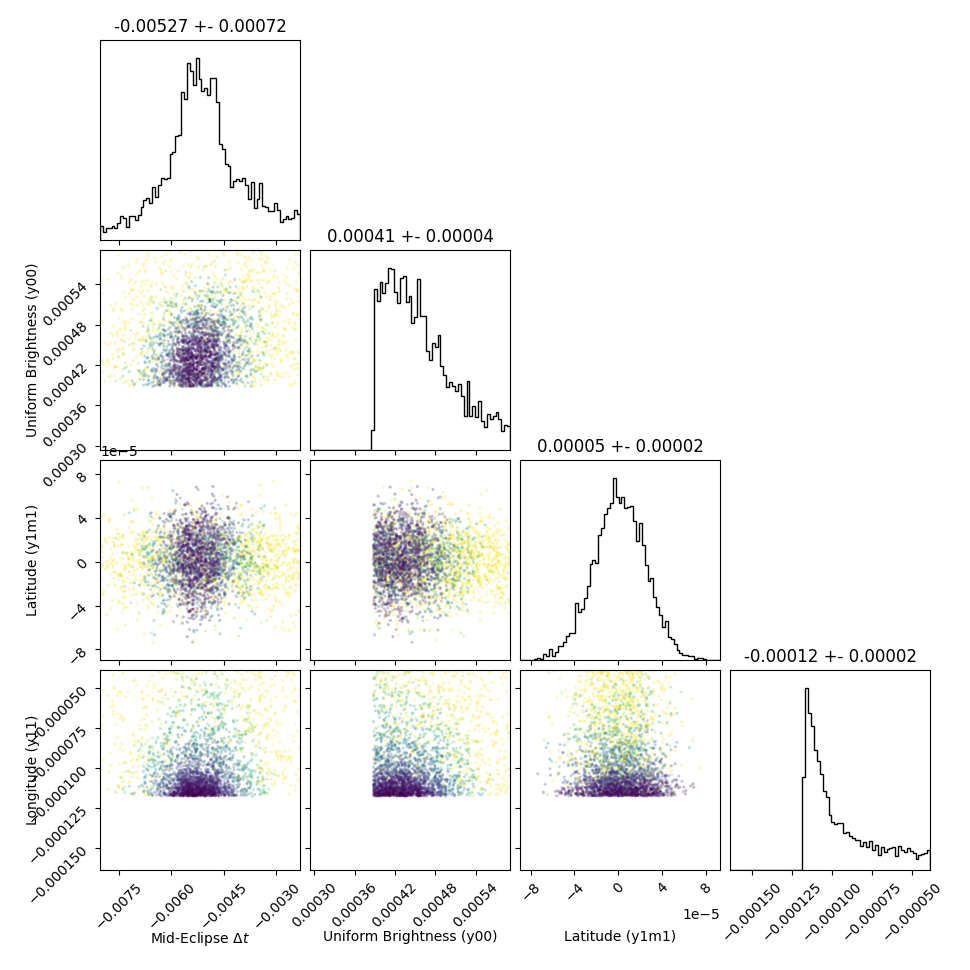 -0.00527 +- 0.00072
0.00041 +- 0.00004
Uniform Brightness (y00)
0.00054
0.00048
0.00042
0.00036
0.00030
0.00005 +- 0.00002
1e−5
Latitude (y1m1)
8
4
0
−4
−8
-0.00012 +- 0.00002
Longitude (y11)
−0.000050
−0.000075
−0.000100
−0.000125
−0.000150
−0.0075 −0.0060 −0.0045 −0.0030
0.00030 0.00036 0.00042 0.00048 0.00054
−8 −4 0 4 8
1e−5
−0.000150 −0.000125 −0.000100 −0.000075 −0.000050
Mid-Eclipse Δt
Uniform Brightness (y00)
Latitude (y1m1)